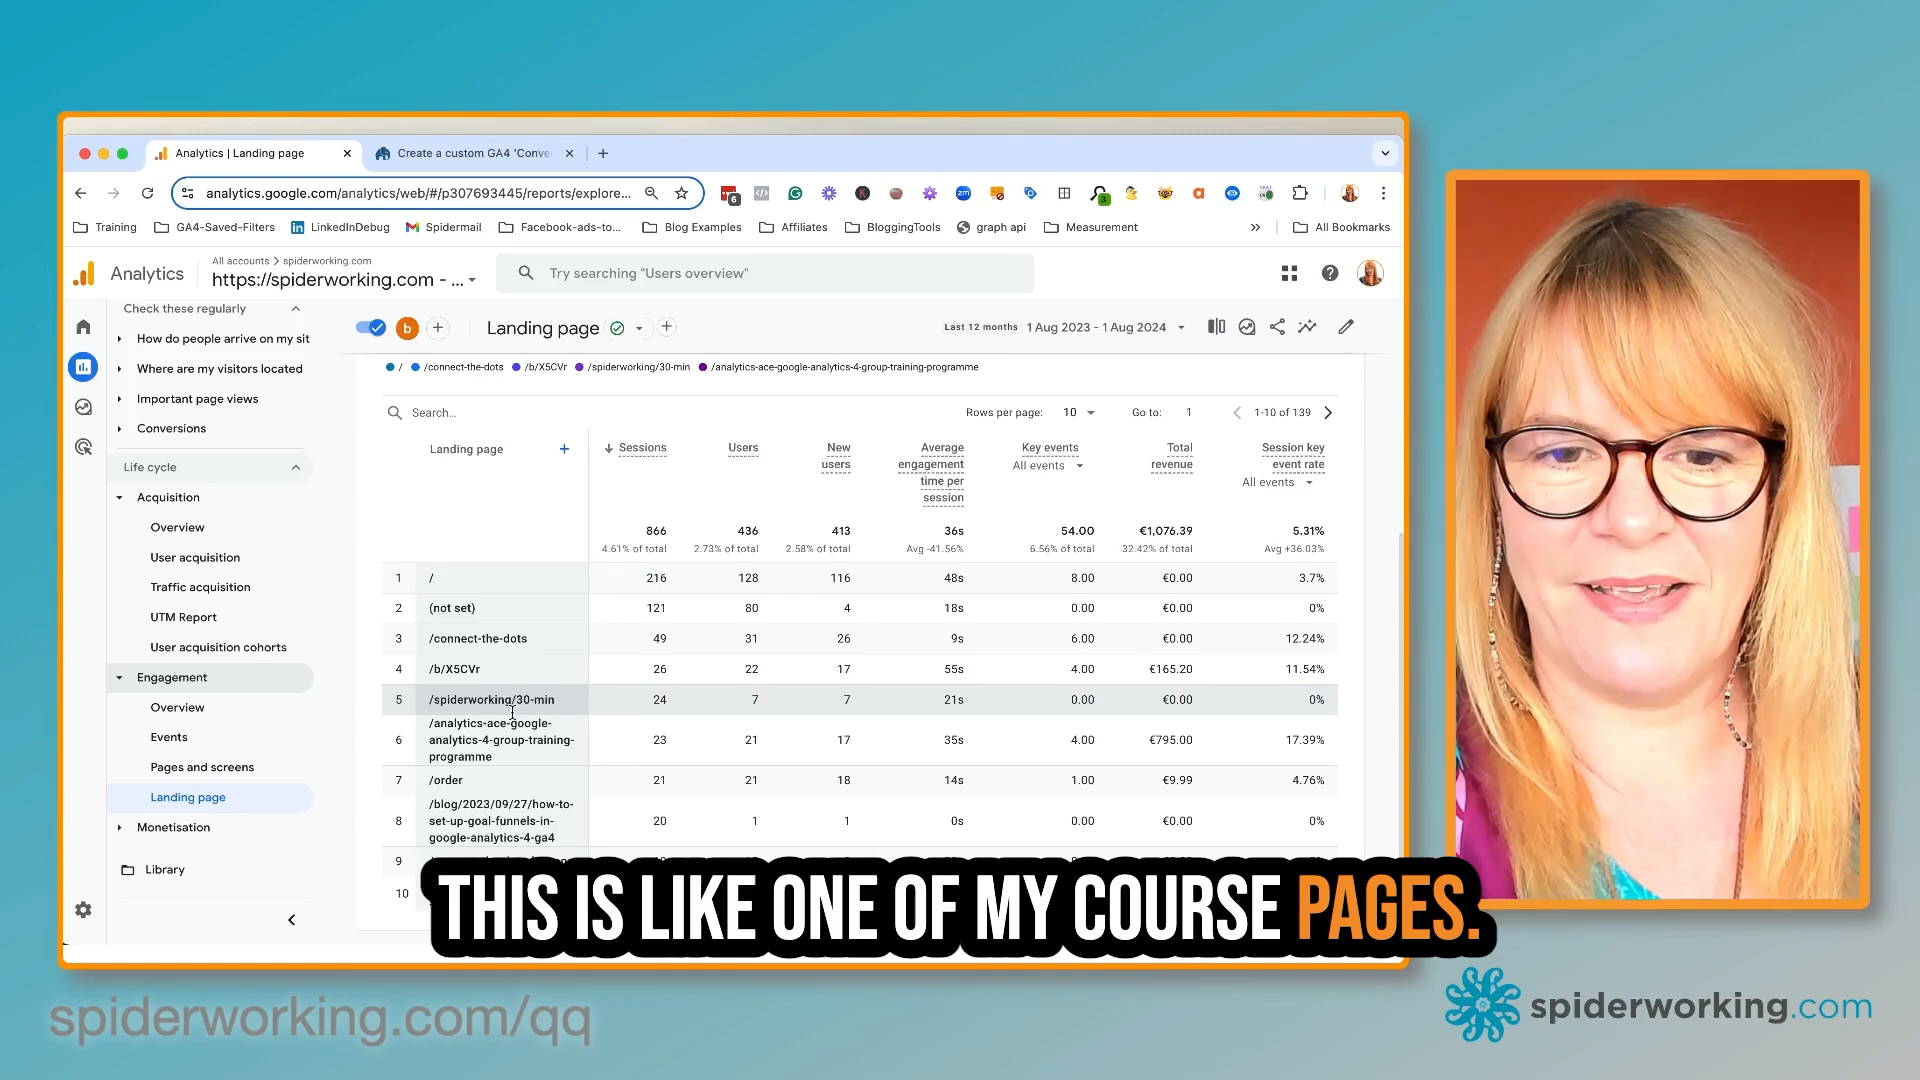 Analytics | Landing page
Create a custom GA4 'Conve
analytics.google.com/analytics/web/#/p307693445/reports/explore...
6
3
Training
GA4-Saved-Filters
LinkedInDebug
Spidermail
Facebook-ads-to...
Blog Examples
Affiliates
BloggingTools
graph api
Measurement
All Bookmarks
Analytics
All accounts > spiderworking.com
https://spiderworking.com - ...
Try searching "Users overview"
Check these regularly
How do people arrive on my sit
Where are my visitors located
Important page views
Conversions
Life cycle
Acquisition
Overview
User acquisition
Traffic acquisition
UTM Report
User acquisition cohorts
Engagement
Overview
Events
Pages and screens
Landing page
Monetisation
Library
b
Landing page
Last 12 months 1 Aug 2023 - 1 Aug 2024
/ /connect-the-dots /b/X5CVr /spiderworking/30-min /analytics-ace-google-analytics-4-group-training-programme
Search...
Rows per page: 10 Go to: 1 1-10 of 139
Landing page
Sessions
Users
New users
Average engagement time per session
Key events
All events
Total revenue
Session key event rate
All events
866 436 413 36s 54.00 €1,076.39 5.31%
4.61% of total 2.73% of total 2.58% of total Avg -41.56% 6.56% of total 32.42% of total Avg +36.03%
1 / 216 128 116 48s 8.00 €0.00 3.7%
2 (not set) 121 80 4 18s 0.00 €0.00 0%
3 /connect-the-dots 49 31 26 9s 6.00 €0.00 12.24%
4 /b/X5CVr 26 22 17 55s 4.00 €165.20 11.54%
5 /spiderworking/30-min 24 7 7 21s 0.00 €0.00 0%
6 /analytics-ace-google-analytics-4-group-training-programme 23 21 17 35s 4.00 €795.00 17.39%
7 /order 21 21 18 14s 1.00 €9.99 4.76%
8 /blog/2023/09/27/how-to-set-up-goal-funnels-in-google-analytics-4-ga4 20 1 1 0s 0.00 €0.00 0%
9
10
THIS IS LIKE ONE OF MY COURSE PAGES.
spiderworking.com/qq
spiderworking.com